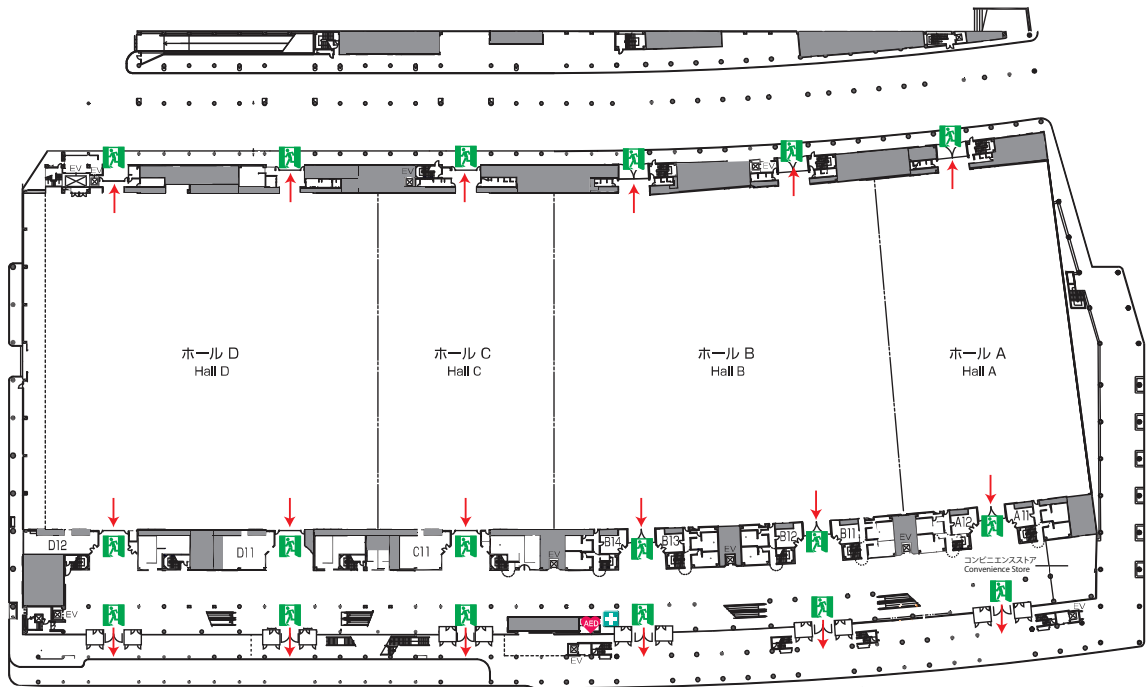 EV
EV
EV
EV
ホール D
Hall D
ホール C
Hall C
ホール B
Hall B
ホール A
Hall A
D12
D11
C11
B14
B13
EV
B12
B11
EV
A12
A11
EV
コンビニエンスストア
Convenience Store
EV
AED
EV
EV